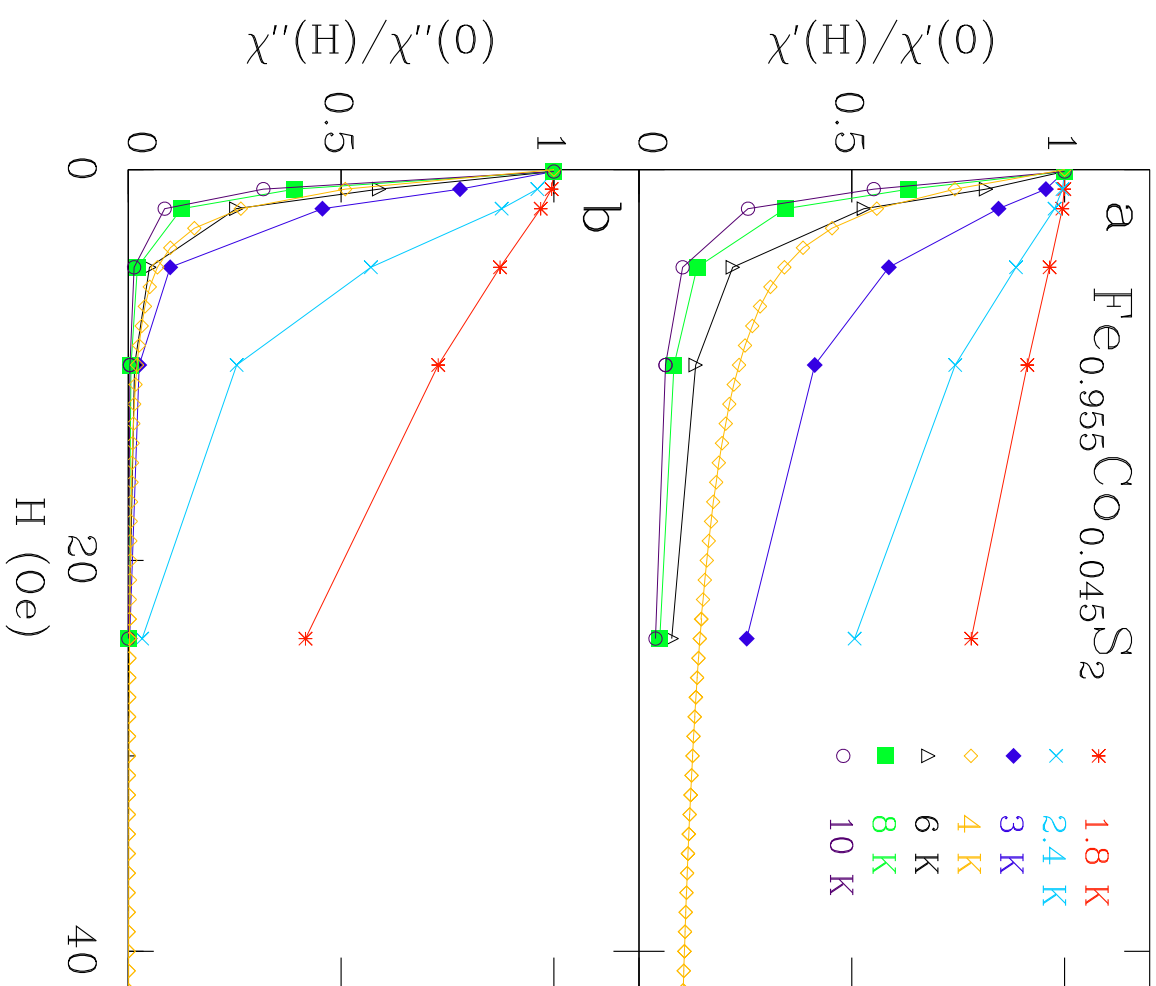 a Fe0.955Co0.045S2
1.8 K
2.4 K
3 K
4 K
6 K
8 K
10 K
χ'(H)/χ'(0)
1
0.5
0
b
χ''(H)/χ''(0)
1
0.5
0
0 20 40
H (Oe)